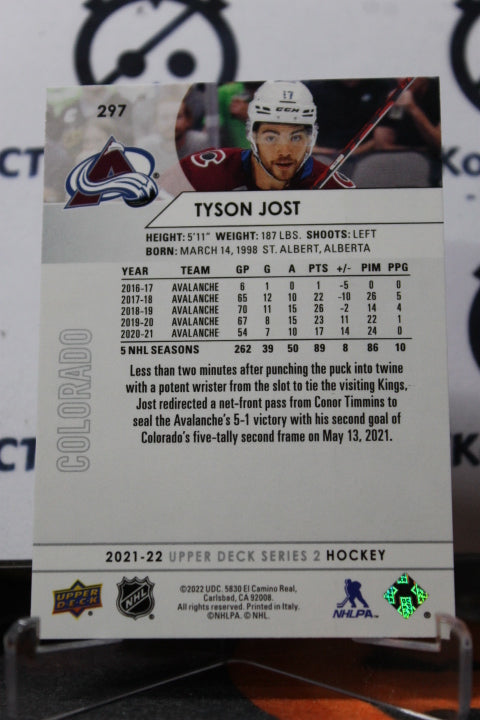 297
17
CCM
C
A
TYSON JOST
HEIGHT: 5'11" WEIGHT: 187 LBS. SHOOTS: LEFT
BORN: MARCH 14, 1998 ST. ALBERT, ALBERTA
YEAR TEAM GP G A PTS +/- PIM PPG
2016-17 AVALANCHE 6 1 0 1 -5 0 0
2017-18 AVALANCHE 65 12 10 22 -10 26 5
2018-19 AVALANCHE 70 11 15 26 -2 14 4
2019-20 AVALANCHE 67 8 15 23 11 22 1
2020-21 AVALANCHE 54 7 10 17 14 24 0
5 NHL SEASONS 262 39 50 89 8 86 10
Less than two minutes after punching the puck into twine
with a potent wrister from the slot to tie the visiting Kings,
Jost redirected a net-front pass from Conor Timmins to
seal the Avalanche's 5-1 victory with his second goal of
Colorado's five-tally second frame on May 13, 2021.
COLORADO
2021-22 UPPER DECK SERIES 2 HOCKEY
UPPER DECK
NHL
©2022 UDC. 5830 El Camino Real,
Carlsbad, CA 92008.
All rights reserved. Printed in Italy.
©NHLPA. © NHL.
NHLPA